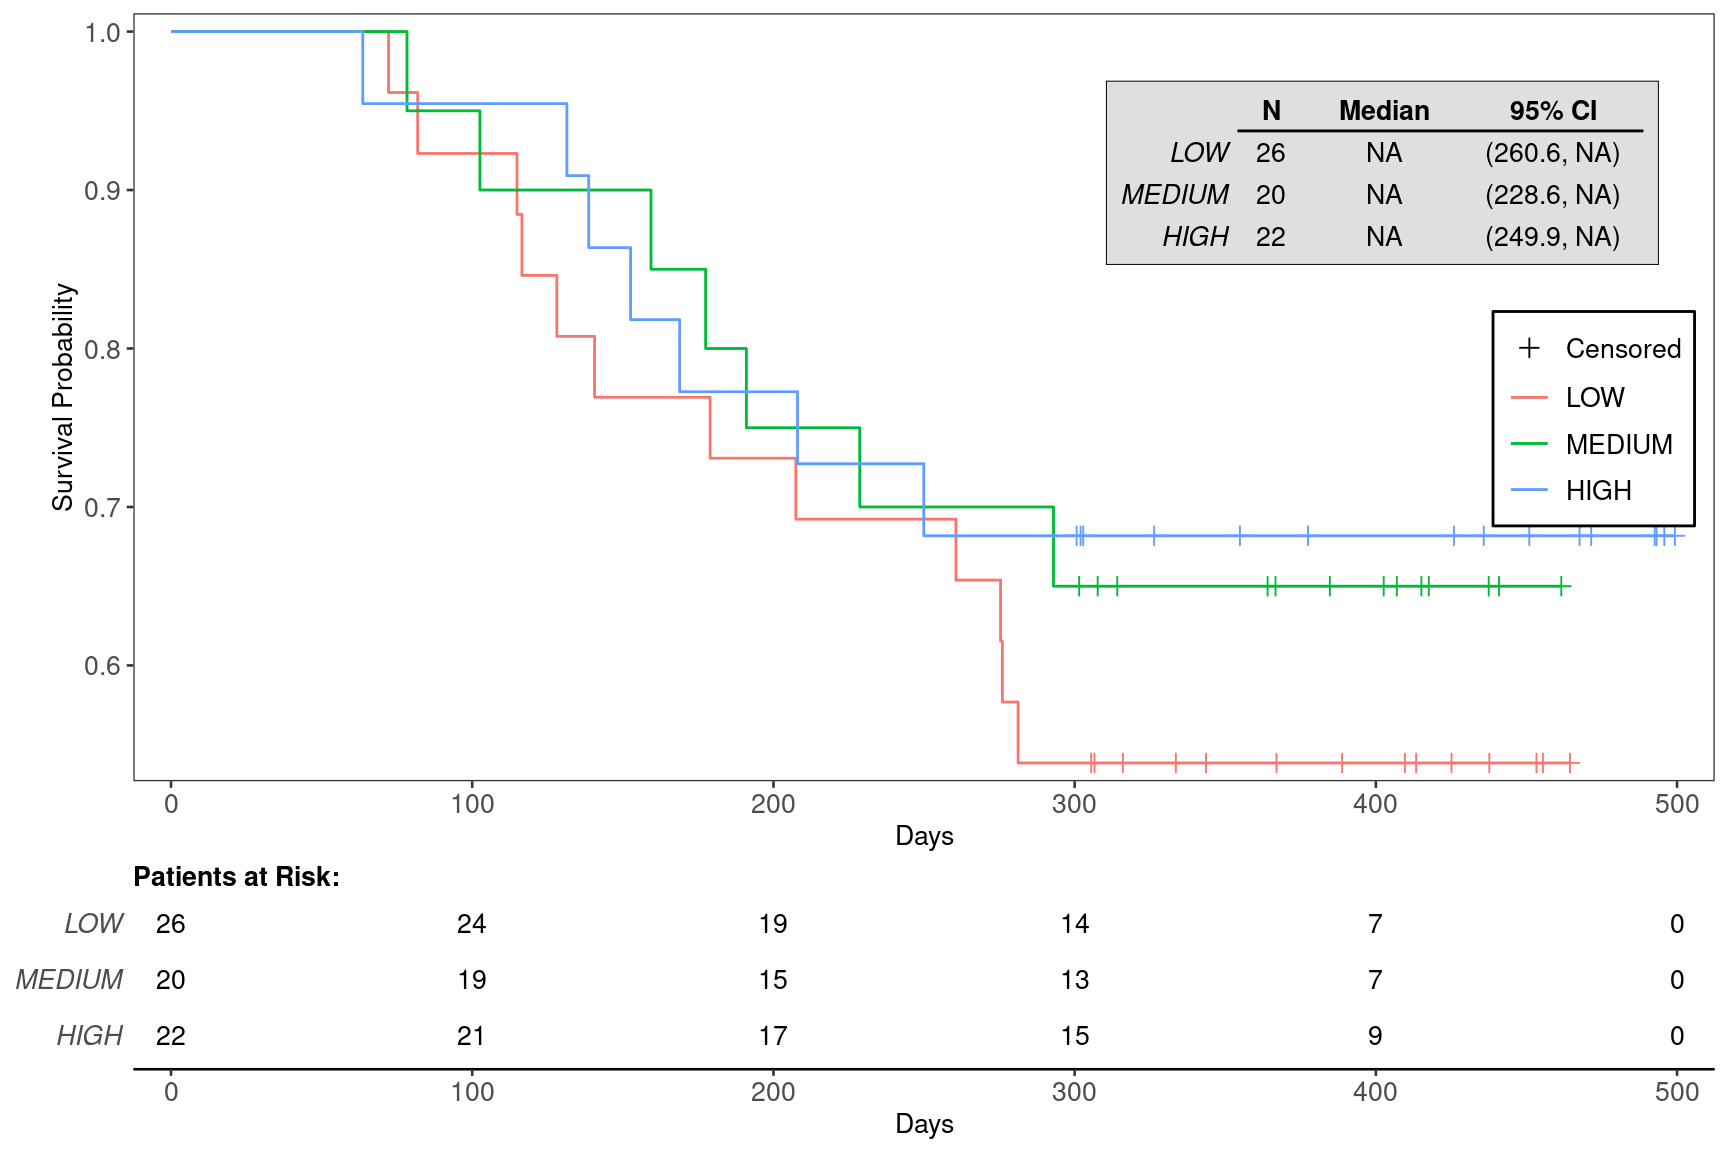 1.0
0.9
0.8
0.7
0.6
Survival Probability
N Median 95% CI
LOW 26 NA (260.6, NA)
MEDIUM 20 NA (228.6, NA)
HIGH 22 NA (249.9, NA)
Censored
LOW
MEDIUM
HIGH
0 100 200 300 400 500
Days
Patients at Risk:
LOW 26 24 19 14 7 0
MEDIUM 20 19 15 13 7 0
HIGH 22 21 17 15 9 0
0 100 200 300 400 500
Days